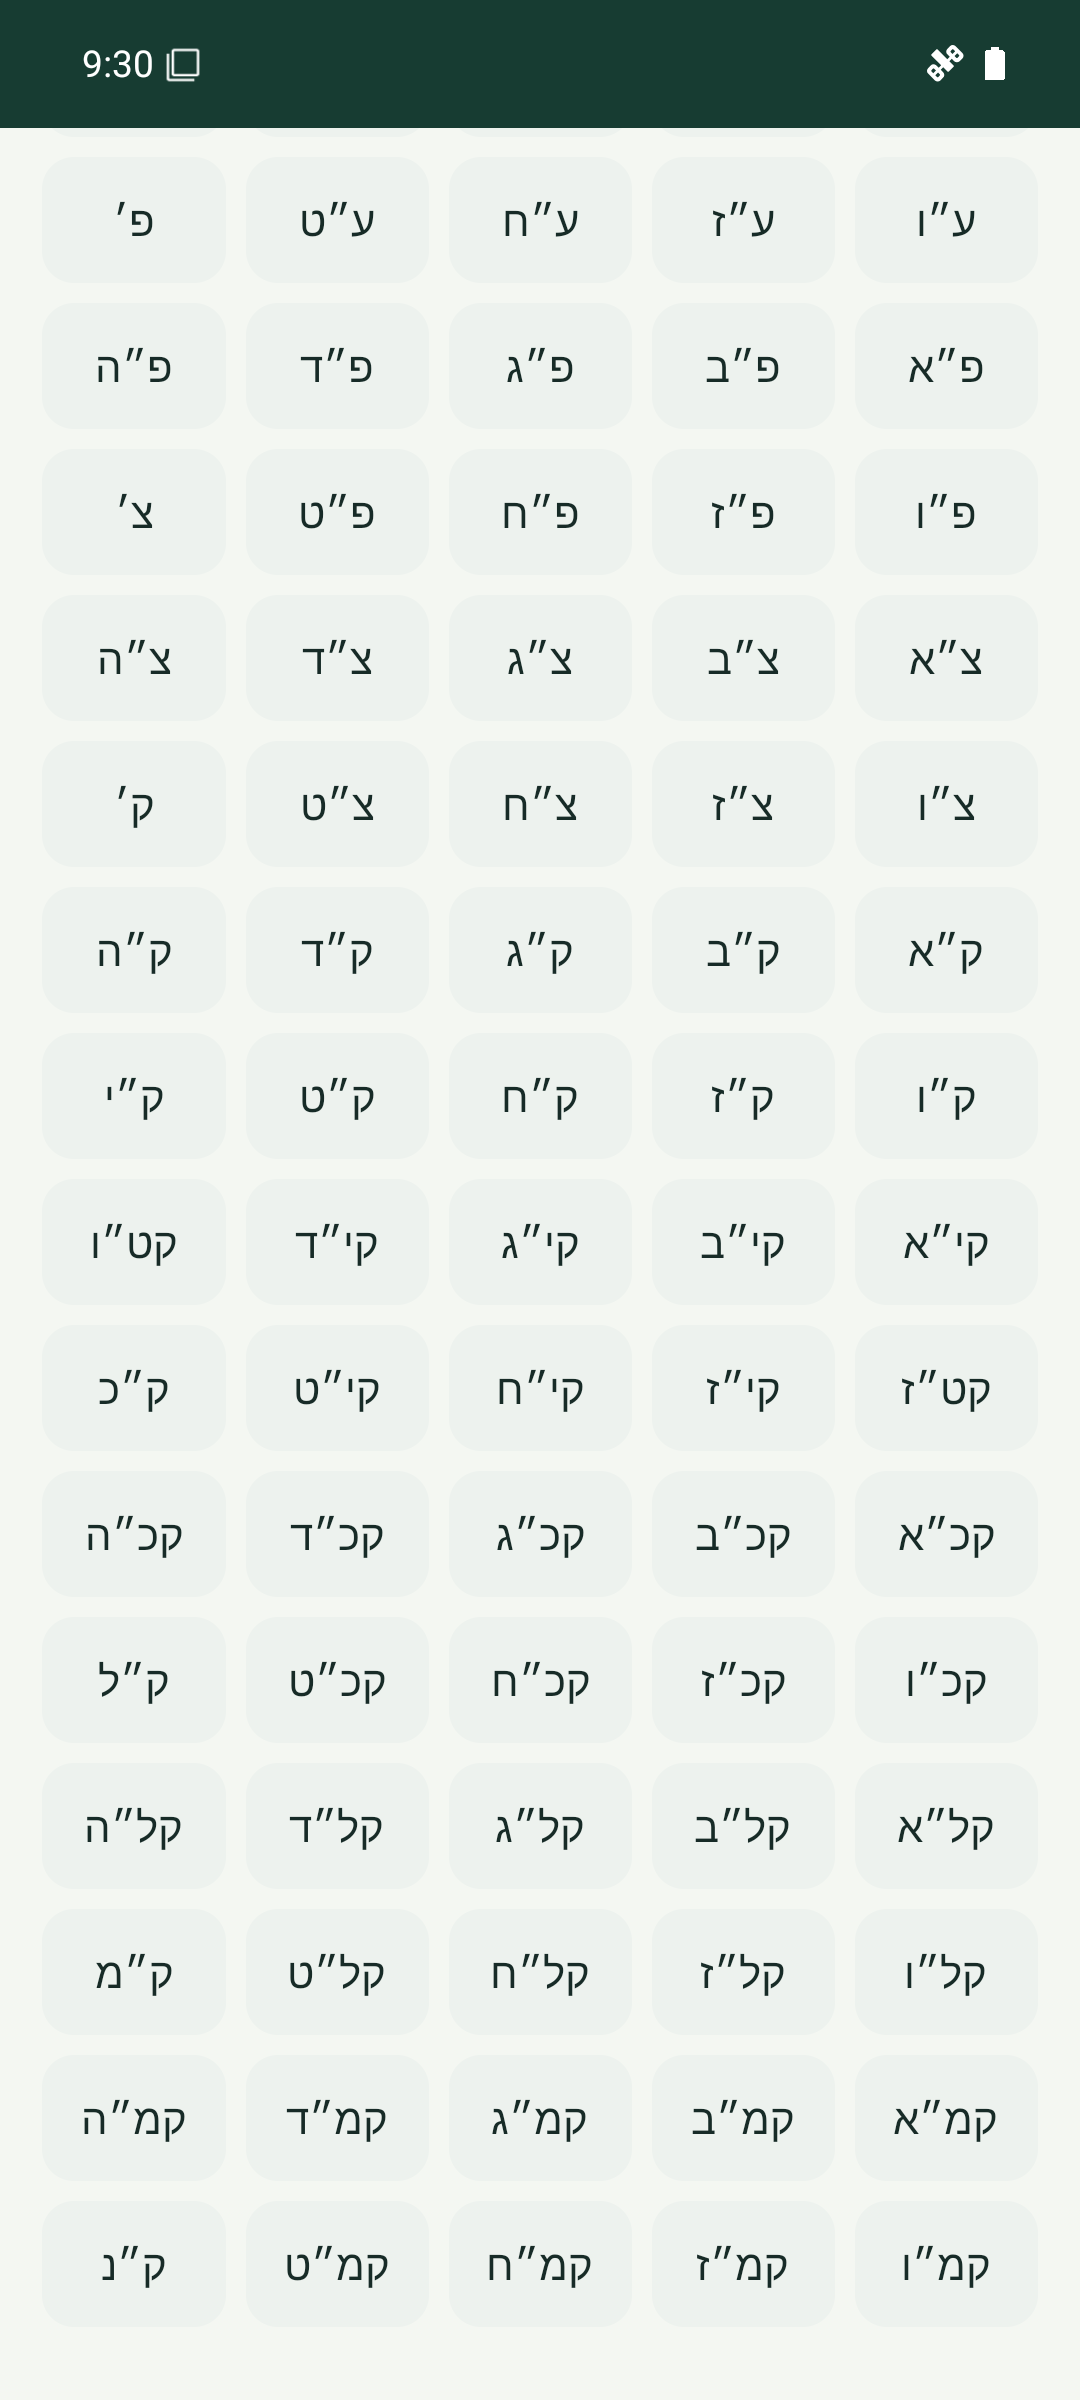 9:30
ע״ו ע״ז ע״ח ע״ט פ׳
פ״א פ״ב פ״ג פ״ד פ״ה
פ״ו פ״ז פ״ח פ״ט צ׳
צ״א צ״ב צ״ג צ״ד צ״ה
צ״ו צ״ז צ״ח צ״ט ק׳
ק״א ק״ב ק״ג ק״ד ק״ה
ק״ו ק״ז ק״ח ק״ט ק״י
קי״א קי״ב קי״ג קי״ד קט״ו
קט״ז קי״ז קי״ח קי״ט ק״כ
קכ״א קכ״ב קכ״ג קכ״ד קכ״ה
קכ״ו קכ״ז קכ״ח קכ״ט ק״ל
קל״א קל״ב קל״ג קל״ד קל״ה
קל״ו קל״ז קל״ח קל״ט ק״מ
קמ״א קמ״ב קמ״ג קמ״ד קמ״ה
קמ״ו קמ״ז קמ״ח קמ״ט ק״נ